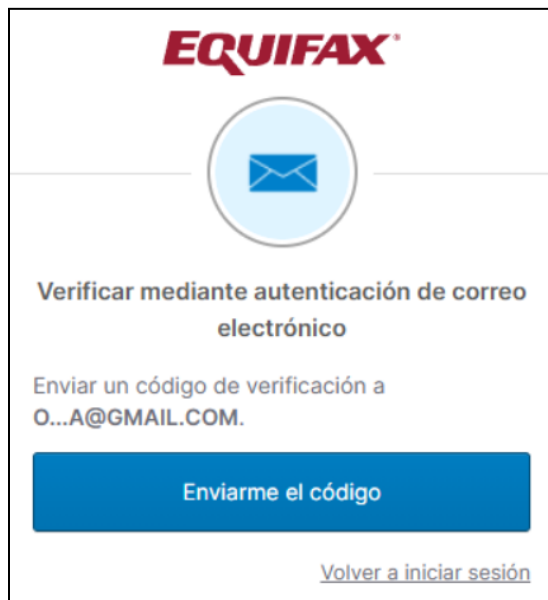 EQUIFAX®
Verificar mediante autenticación de correo
electrónico
Enviar un código de verificación a
O...A@GMAIL.COM.
Enviarme el código
Volver a iniciar sesión